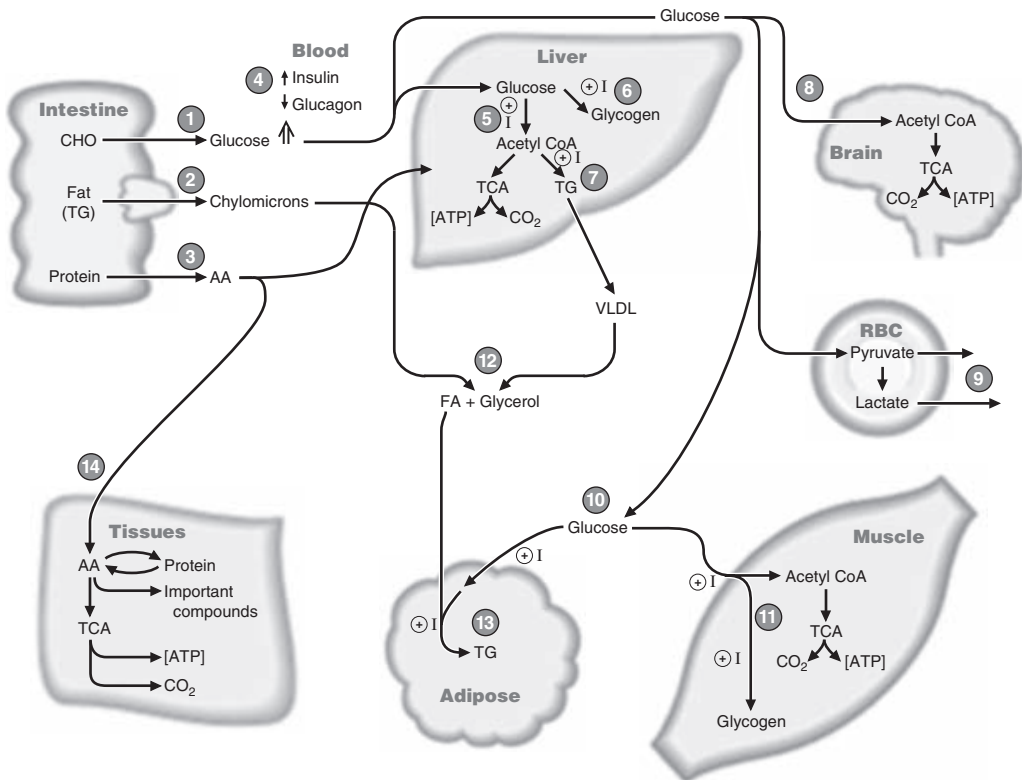 Glucose
Blood
4
Insulin
Glucagon
Intestine
CHO
1
Glucose
Fat
(TG)
2
Chylomicrons
Protein
3
AA
Liver
Glucose
+ I
6
Glycogen
5
+
I
Acetyl CoA
+ I
7
TCA
TG
[ATP]
CO₂
VLDL
8
Acetyl CoA
Brain
TCA
CO₂
[ATP]
RBC
Pyruvate
9
Lactate
12
FA + Glycerol
14
Tissues
AA
Protein
Important
compounds
TCA
[ATP]
CO₂
10
Glucose
+ I
+ I
13
TG
Adipose
Muscle
+ I
Acetyl CoA
11
TCA
+ I
CO₂
[ATP]
Glycogen